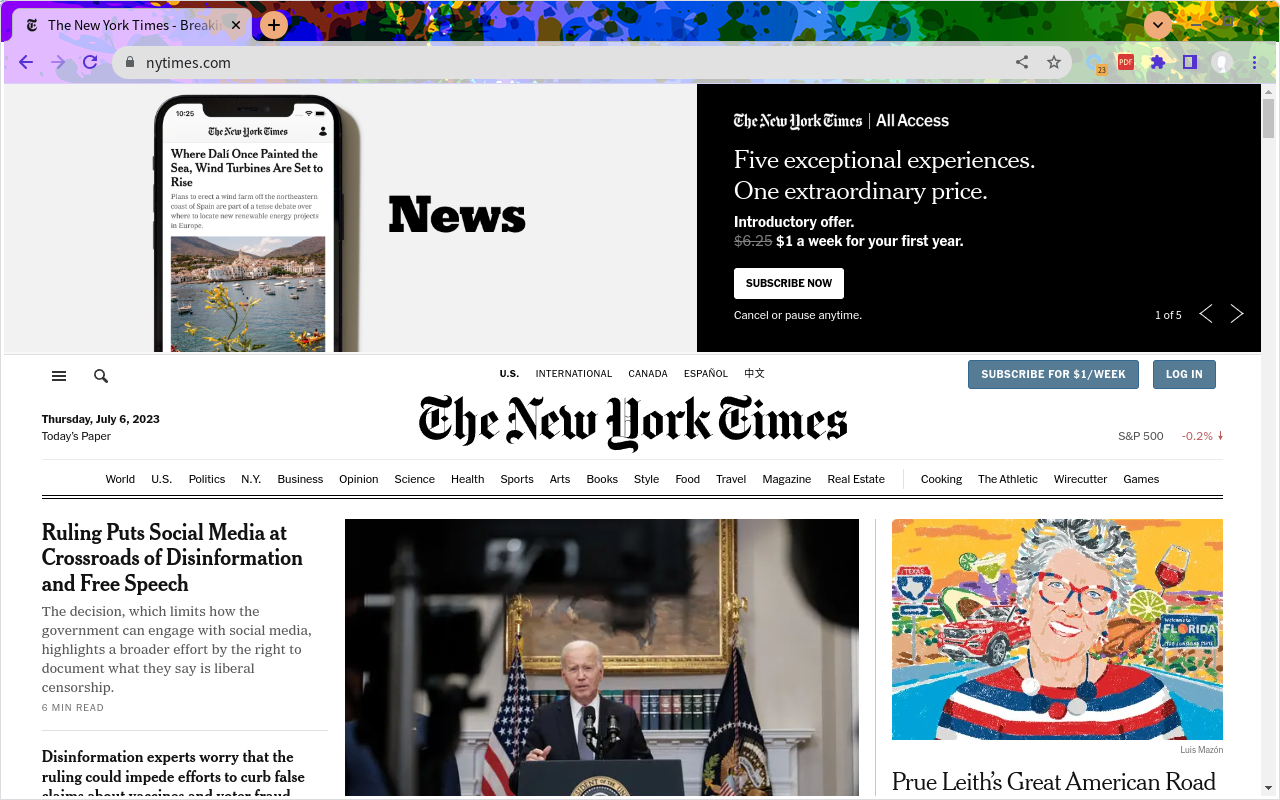 The New York Times - Breaki
nytimes.com
23
PDF
10:25
The New York Times
Where Dalí Once Painted the
Sea, Wind Turbines Are Set to
Rise
Plans to erect a wind farm off the northeastern
coast of Spain are part of a tense debate over
where to locate new renewable energy projects
in Europe.
News
The New York Times | All Access
Five exceptional experiences.
One extraordinary price.
Introductory offer.
$6.25 $1 a week for your first year.
SUBSCRIBE NOW
Cancel or pause anytime.
1 of 5
U.S. INTERNATIONAL CANADA ESPAÑOL 中文
SUBSCRIBE FOR $1/WEEK
LOG IN
Thursday, July 6, 2023
Today's Paper
The New York Times
S&P 500 -0.2%
World U.S. Politics N.Y. Business Opinion Science Health Sports Arts Books Style Food Travel Magazine Real Estate Cooking The Athletic Wirecutter Games
Ruling Puts Social Media at
Crossroads of Disinformation
and Free Speech
The decision, which limits how the
government can engage with social media,
highlights a broader effort by the right to
document what they say is liberal
censorship.
6 MIN READ
Disinformation experts worry that the
ruling could impede efforts to curb false
claims about vaccines and voter fraud.
TEXAS
Welcome to
FLORIDA
THE SUNSHINE STATE
Luis Mazón
Prue Leith's Great American Road